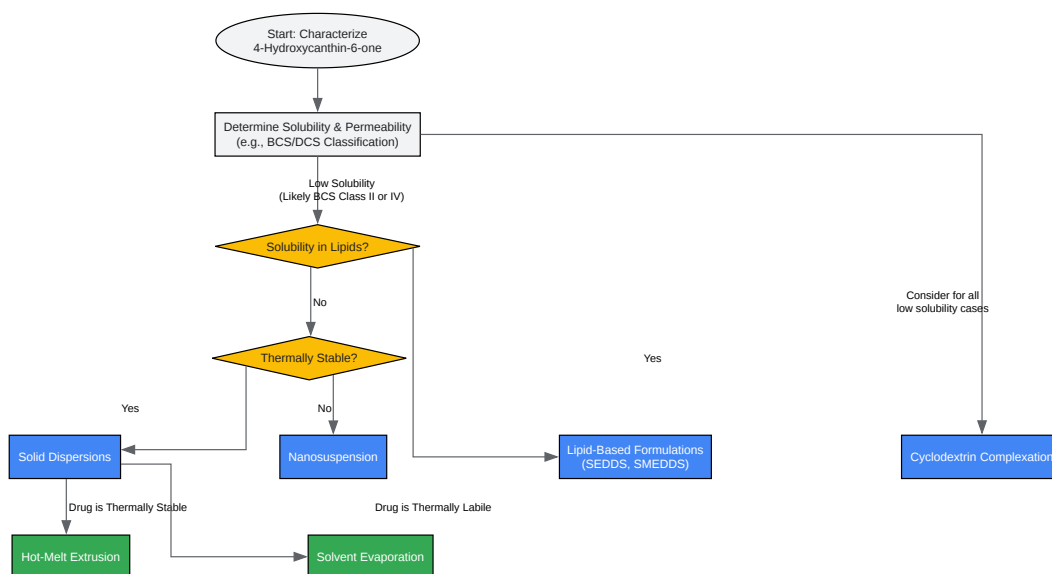 Start: Characterize
4-Hydroxycanthin-6-one
Determine Solubility & Permeability
(e.g., BCS/DCS Classification)
Low Solubility
(Likely BCS Class II or IV)
Solubility in Lipids?
Consider for all
low solubility cases
No
Thermally Stable?
Yes
Yes
No
Solid Dispersions
Nanosuspension
Lipid-Based Formulations
(SEDDS, SMEDDS)
Cyclodextrin Complexation
Drug is Thermally Stable
Drug is Thermally Labile
Hot-Melt Extrusion
Solvent Evaporation